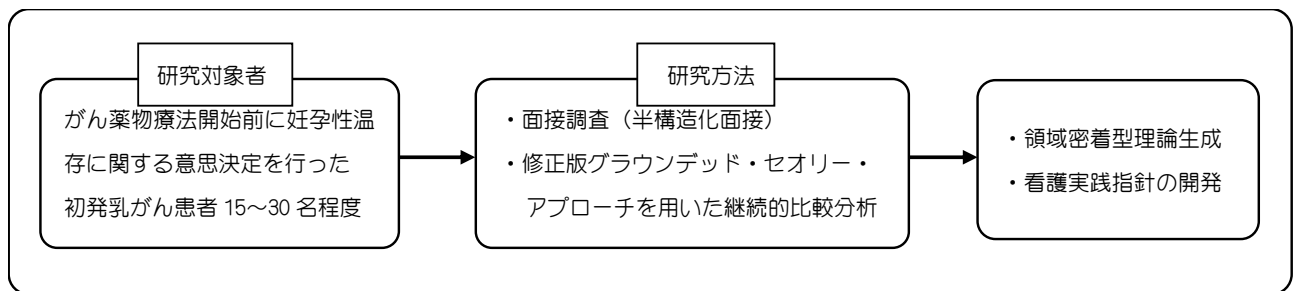 研究対象者
がん薬物療法開始前に妊孕性温
存に関する意思決定を行った
初発乳がん患者 15～30 名程度
研究方法
・面接調査（半構造化面接）
・修正版グラウンデッド・セオリー・
アプローチを用いた継続的比較分析
・領域密着型理論生成
・看護実践指針の開発